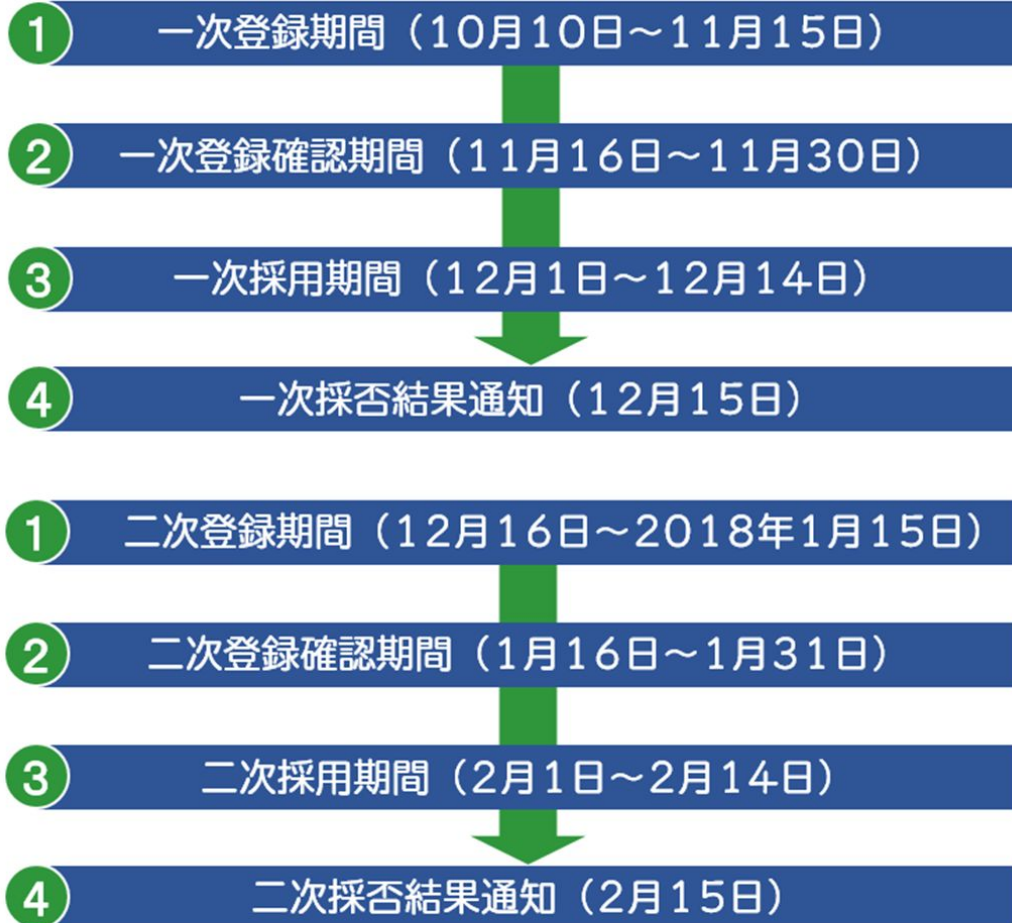 1 一次登録期間（10月10日～11月15日）
2 一次登録確認期間（11月16日～11月30日）
3 一次採用期間（12月1日～12月14日）
4 一次採否結果通知（12月15日）
1 二次登録期間（12月16日～2018年1月15日）
2 二次登録確認期間（1月16日～1月31日）
3 二次採用期間（2月1日～2月14日）
4 二次採否結果通知（2月15日）